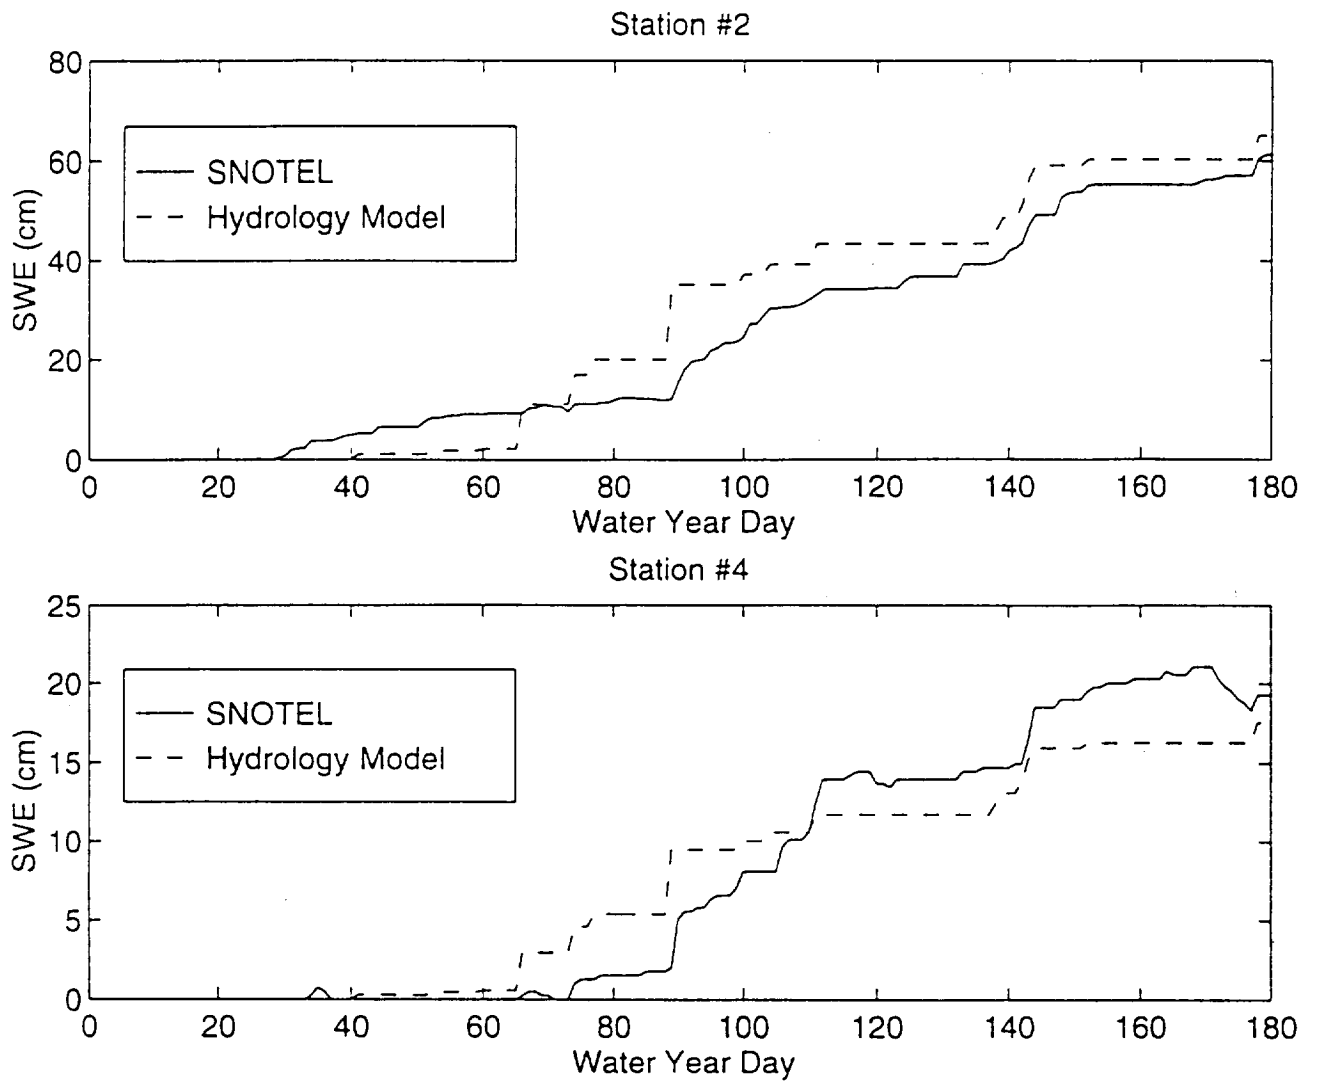 Station #2
80
60
40
20
0
SWE (cm)
SNOTEL
Hydrology Model
0 20 40 60 80 100 120 140 160 180
Water Year Day
Station #4
25
20
15
10
5
0
SWE (cm)
SNOTEL
Hydrology Model
0 20 40 60 80 100 120 140 160 180
Water Year Day